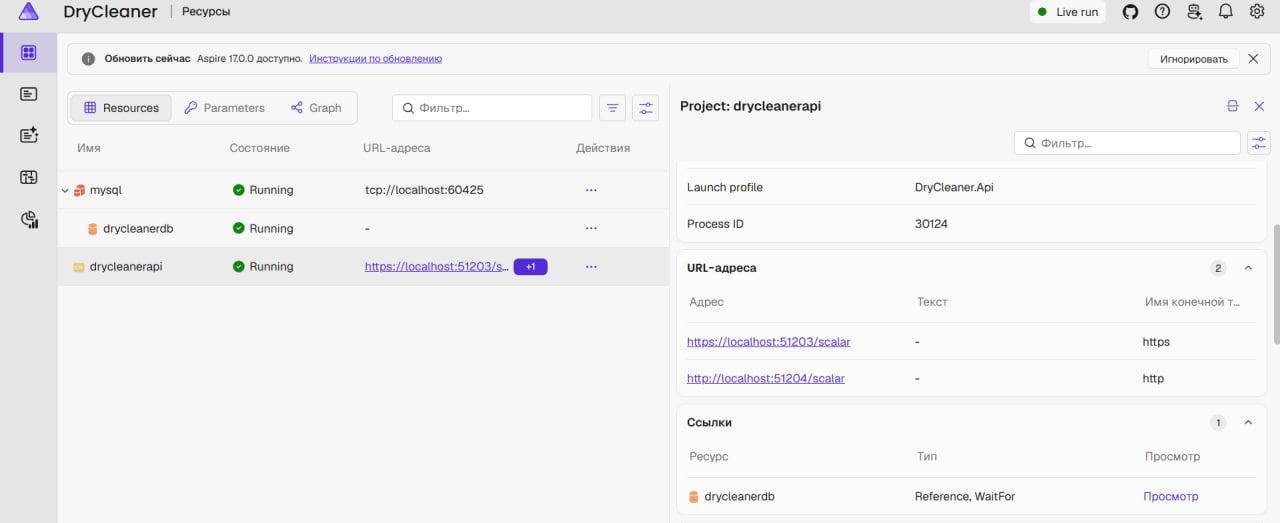 DryCleaner | Ресурсы
Live run
Обновить сейчас Aspire 17.0.0 доступно. Инструкции по обновлению
Игнорировать
Resources Parameters Graph
Фильтр...
Имя Состояние URL-адреса Действия
mysql Running tcp://localhost:60425 ...
drycleanerdb Running - ...
drycleanerapi Running https://localhost:51203/s... +1 ...
Project: drycleanerapi
Фильтр...
Launch profile DryCleaner.Api
Process ID 30124
URL-адреса 2
Адрес Текст Имя конечной т...
https://localhost:51203/scalar - https
http://localhost:51204/scalar - http
Ссылки 1
Ресурс Тип Просмотр
drycleanerdb Reference, WaitFor Просмотр